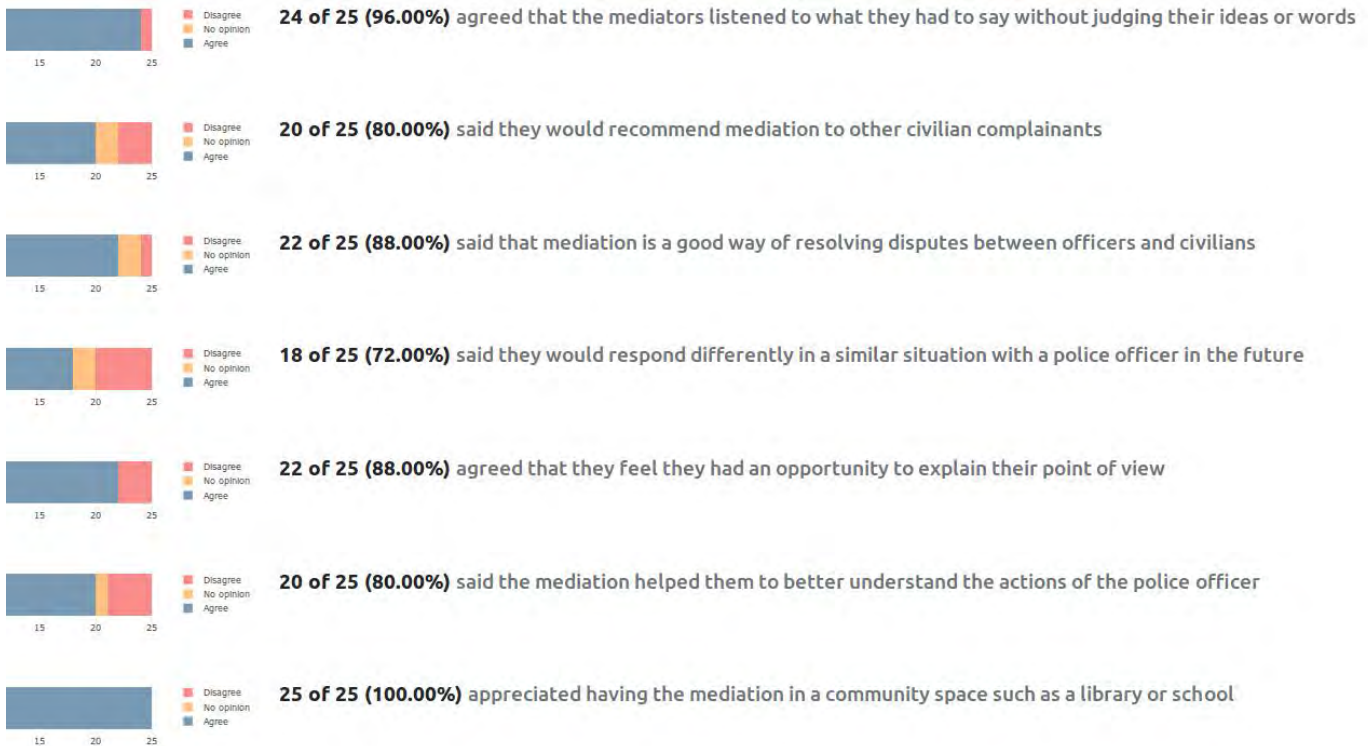 Disagree
No opinion
Agree
24 of 25 (96.00%) agreed that the mediators listened to what they had to say without judging their ideas or words
15 20 25
Disagree
No opinion
Agree
20 of 25 (80.00%) said they would recommend mediation to other civilian complainants
15 20 25
Disagree
No opinion
Agree
22 of 25 (88.00%) said that mediation is a good way of resolving disputes between officers and civilians
15 20 25
Disagree
No opinion
Agree
18 of 25 (72.00%) said they would respond differently in a similar situation with a police officer in the future
15 20 25
Disagree
No opinion
Agree
22 of 25 (88.00%) agreed that they feel they had an opportunity to explain their point of view
15 20 25
Disagree
No opinion
Agree
20 of 25 (80.00%) said the mediation helped them to better understand the actions of the police officer
15 20 25
Disagree
No opinion
Agree
25 of 25 (100.00%) appreciated having the mediation in a community space such as a library or school
15 20 25